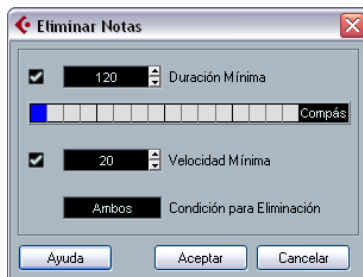 Eliminar Notas
120 Duración Mínima
Compás
20 Velocidad Mínima
Ambos Condición para Eliminación
Ayuda Aceptar Cancelar